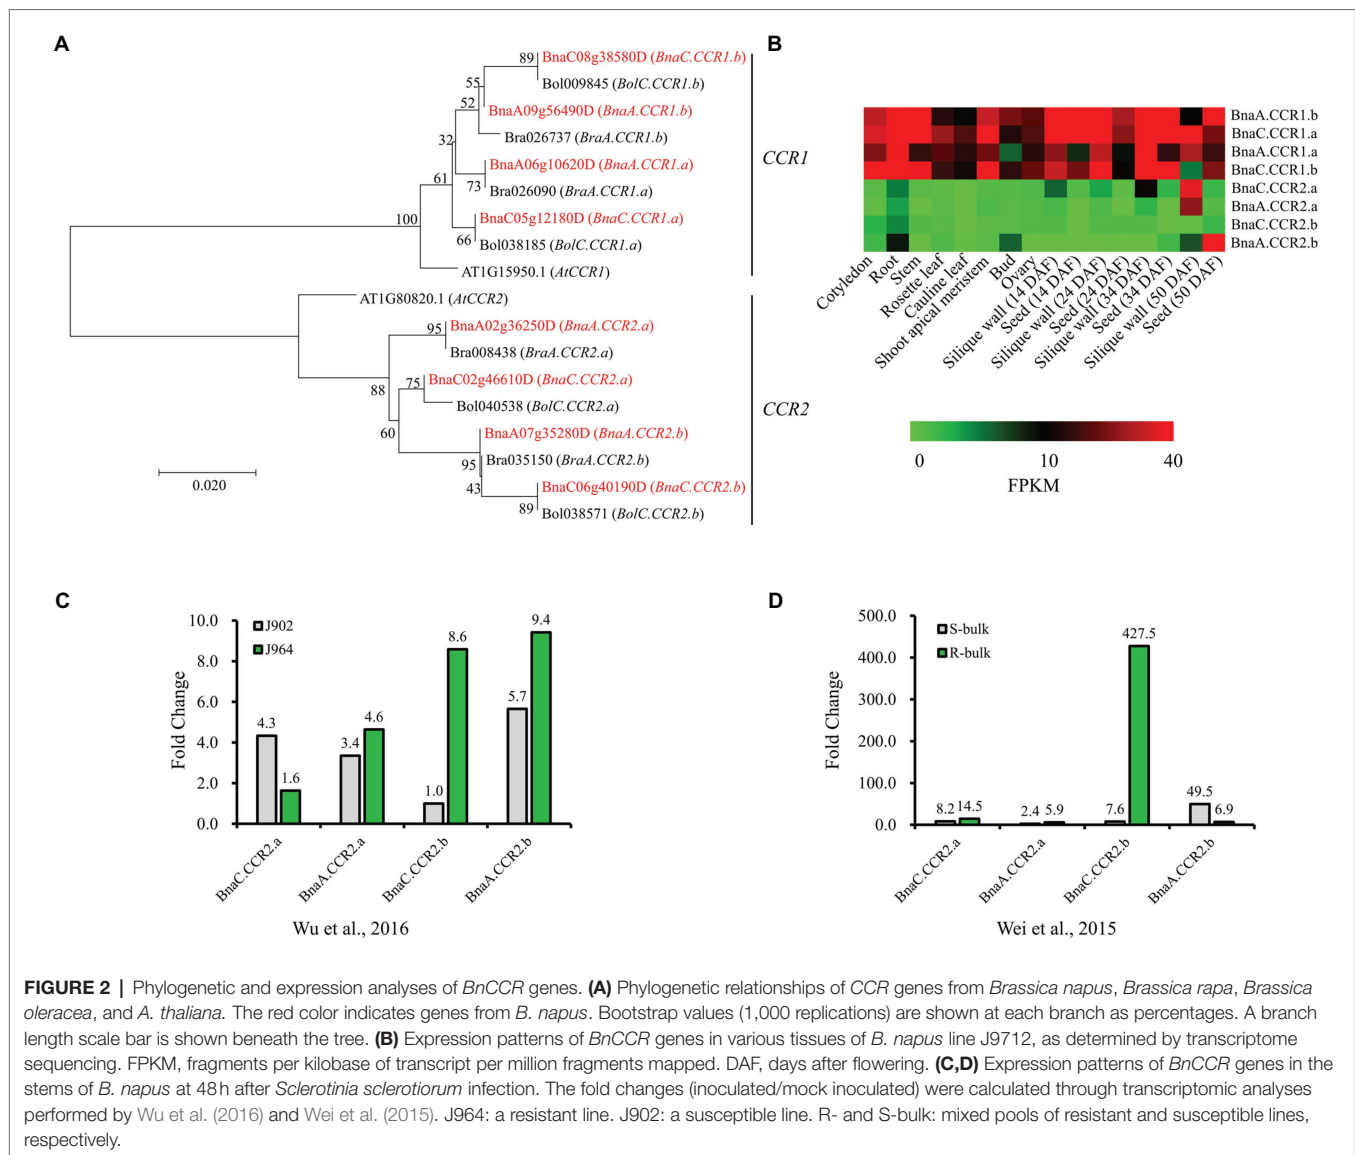 A
89
BnaC08g38580D (BnaC.CCR1.b)
Bol009845 (BolC.CCR1.b)
55
52
BnaA09g56490D (BnaA.CCR1.b)
Bra026737 (BraA.CCR1.b)
32
BnaA06g10620D (BnaA.CCR1.a)
73
Bra026090 (BraA.CCR1.a)
61
BnaC05g12180D (BnaC.CCR1.a)
66
Bol038185 (BolC.CCR1.a)
100
AT1G15950.1 (AtCCR1)
CCR1
AT1G80820.1 (AtCCR2)
95
BnaA02g36250D (BnaA.CCR2.a)
Bra008438 (BraA.CCR2.a)
88
75
BnaC02g46610D (BnaC.CCR2.a)
Bol040538 (BolC.CCR2.a)
60
BnaA07g35280D (BnaA.CCR2.b)
95
Bra035150 (BraA.CCR2.b)
43
BnaC06g40190D (BnaC.CCR2.b)
89
Bol038571 (BolC.CCR2.b)
CCR2
0.020
B
BnaA.CCR1.b
BnaC.CCR1.a
BnaA.CCR1.a
BnaC.CCR1.b
BnaC.CCR2.a
BnaA.CCR2.a
BnaC.CCR2.b
BnaA.CCR2.b
Cotyledon
Root
Stem
Rosette leaf
Cauline leaf
Shoot apical meristem
Bud
Ovary
Silique wall (14 DAF)
Seed (14 DAF)
Silique wall (24 DAF)
Seed (24 DAF)
Silique wall (34 DAF)
Seed (34 DAF)
Silique wall (50 DAF)
Seed (50 DAF)
0 10 40
FPKM
C
Fold Change
10.0
8.0
6.0
4.0
2.0
0.0
J902
J964
4.3
1.6
3.4
4.6
1.0
8.6
5.7
9.4
BnaC.CCR2.a
BnaA.CCR2.a
BnaC.CCR2.b
BnaA.CCR2.b
Wu et al., 2016
D
Fold Change
500.0
400.0
300.0
200.0
100.0
0.0
S-bulk
R-bulk
8.2
14.5
2.4
5.9
7.6
427.5
49.5
6.9
BnaC.CCR2.a
BnaA.CCR2.a
BnaC.CCR2.b
BnaA.CCR2.b
Wei et al., 2015
FIGURE 2 | Phylogenetic and expression analyses of BnCCR genes. (A) Phylogenetic relationships of CCR genes from Brassica napus, Brassica rapa, Brassica
oleracea, and A. thaliana. The red color indicates genes from B. napus. Bootstrap values (1,000 replications) are shown at each branch as percentages. A branch
length scale bar is shown beneath the tree. (B) Expression patterns of BnCCR genes in various tissues of B. napus line J9712, as determined by transcriptome
sequencing. FPKM, fragments per kilobase of transcript per million fragments mapped. DAF, days after flowering. (C,D) Expression patterns of BnCCR genes in the
stems of B. napus at 48 h after Sclerotinia sclerotiorum infection. The fold changes (inoculated/mock inoculated) were calculated through transcriptomic analyses
performed by Wu et al. (2016) and Wei et al. (2015). J964: a resistant line. J902: a susceptible line. R- and S-bulk: mixed pools of resistant and susceptible lines,
respectively.